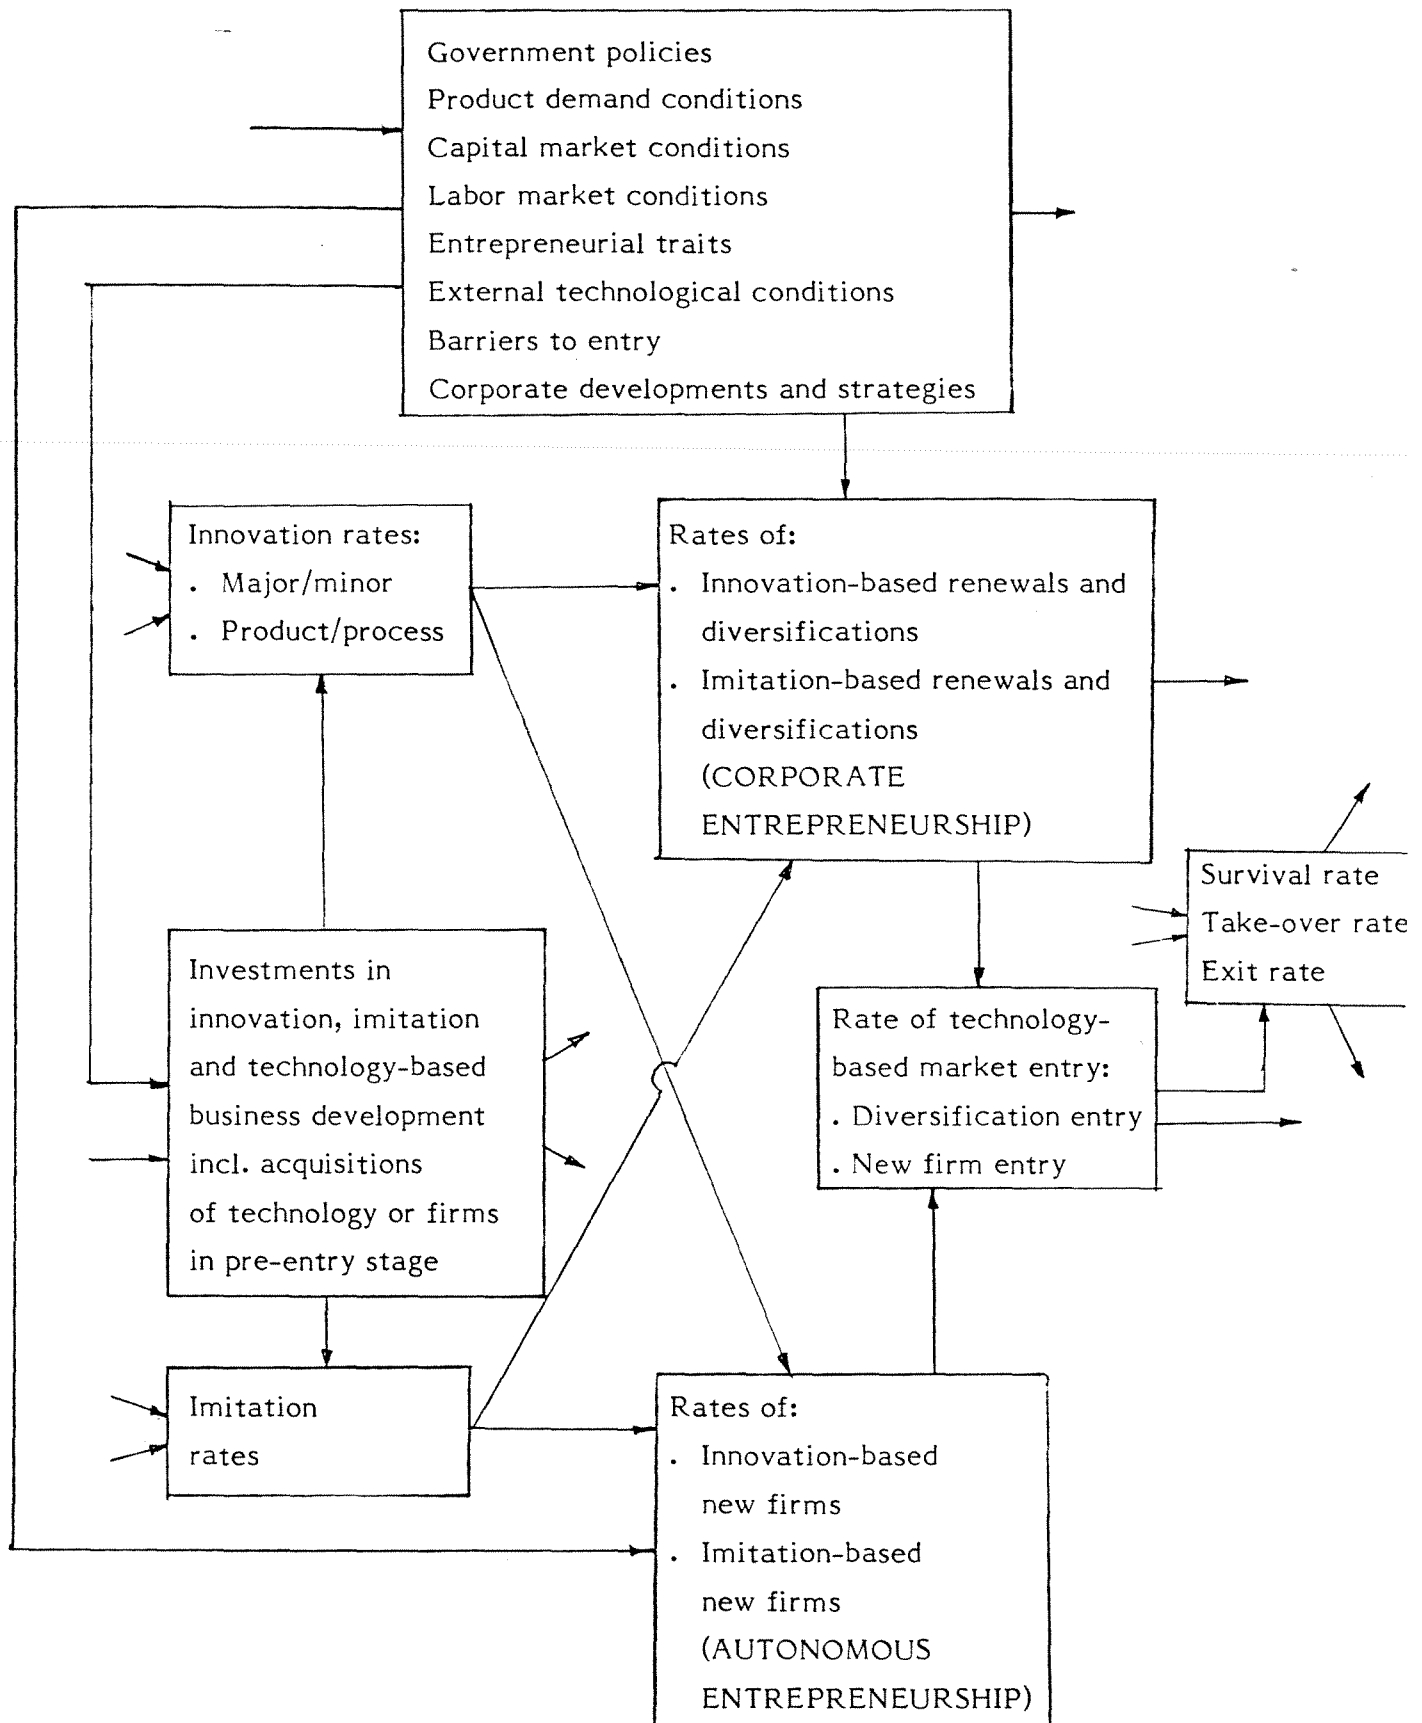 Government policies
Product demand conditions
Capital market conditions
Labor market conditions
Entrepreneurial traits
External technological conditions
Barriers to entry
Corporate developments and strategies
Innovation rates:
. Major/minor
. Product/process
Rates of:
. Innovation-based renewals and
diversifications
. Imitation-based renewals and
diversifications
(CORPORATE
ENTREPRENEURSHIP)
Survival rate
Take-over rate
Exit rate
Investments in
innovation, imitation
and technology-based
business development
incl. acquisitions
of technology or firms
in pre-entry stage
Rate of technology-
based market entry:
. Diversification entry
. New firm entry
Imitation
rates
Rates of:
. Innovation-based
new firms
. Imitation-based
new firms
(AUTONOMOUS
ENTREPRENEURSHIP)